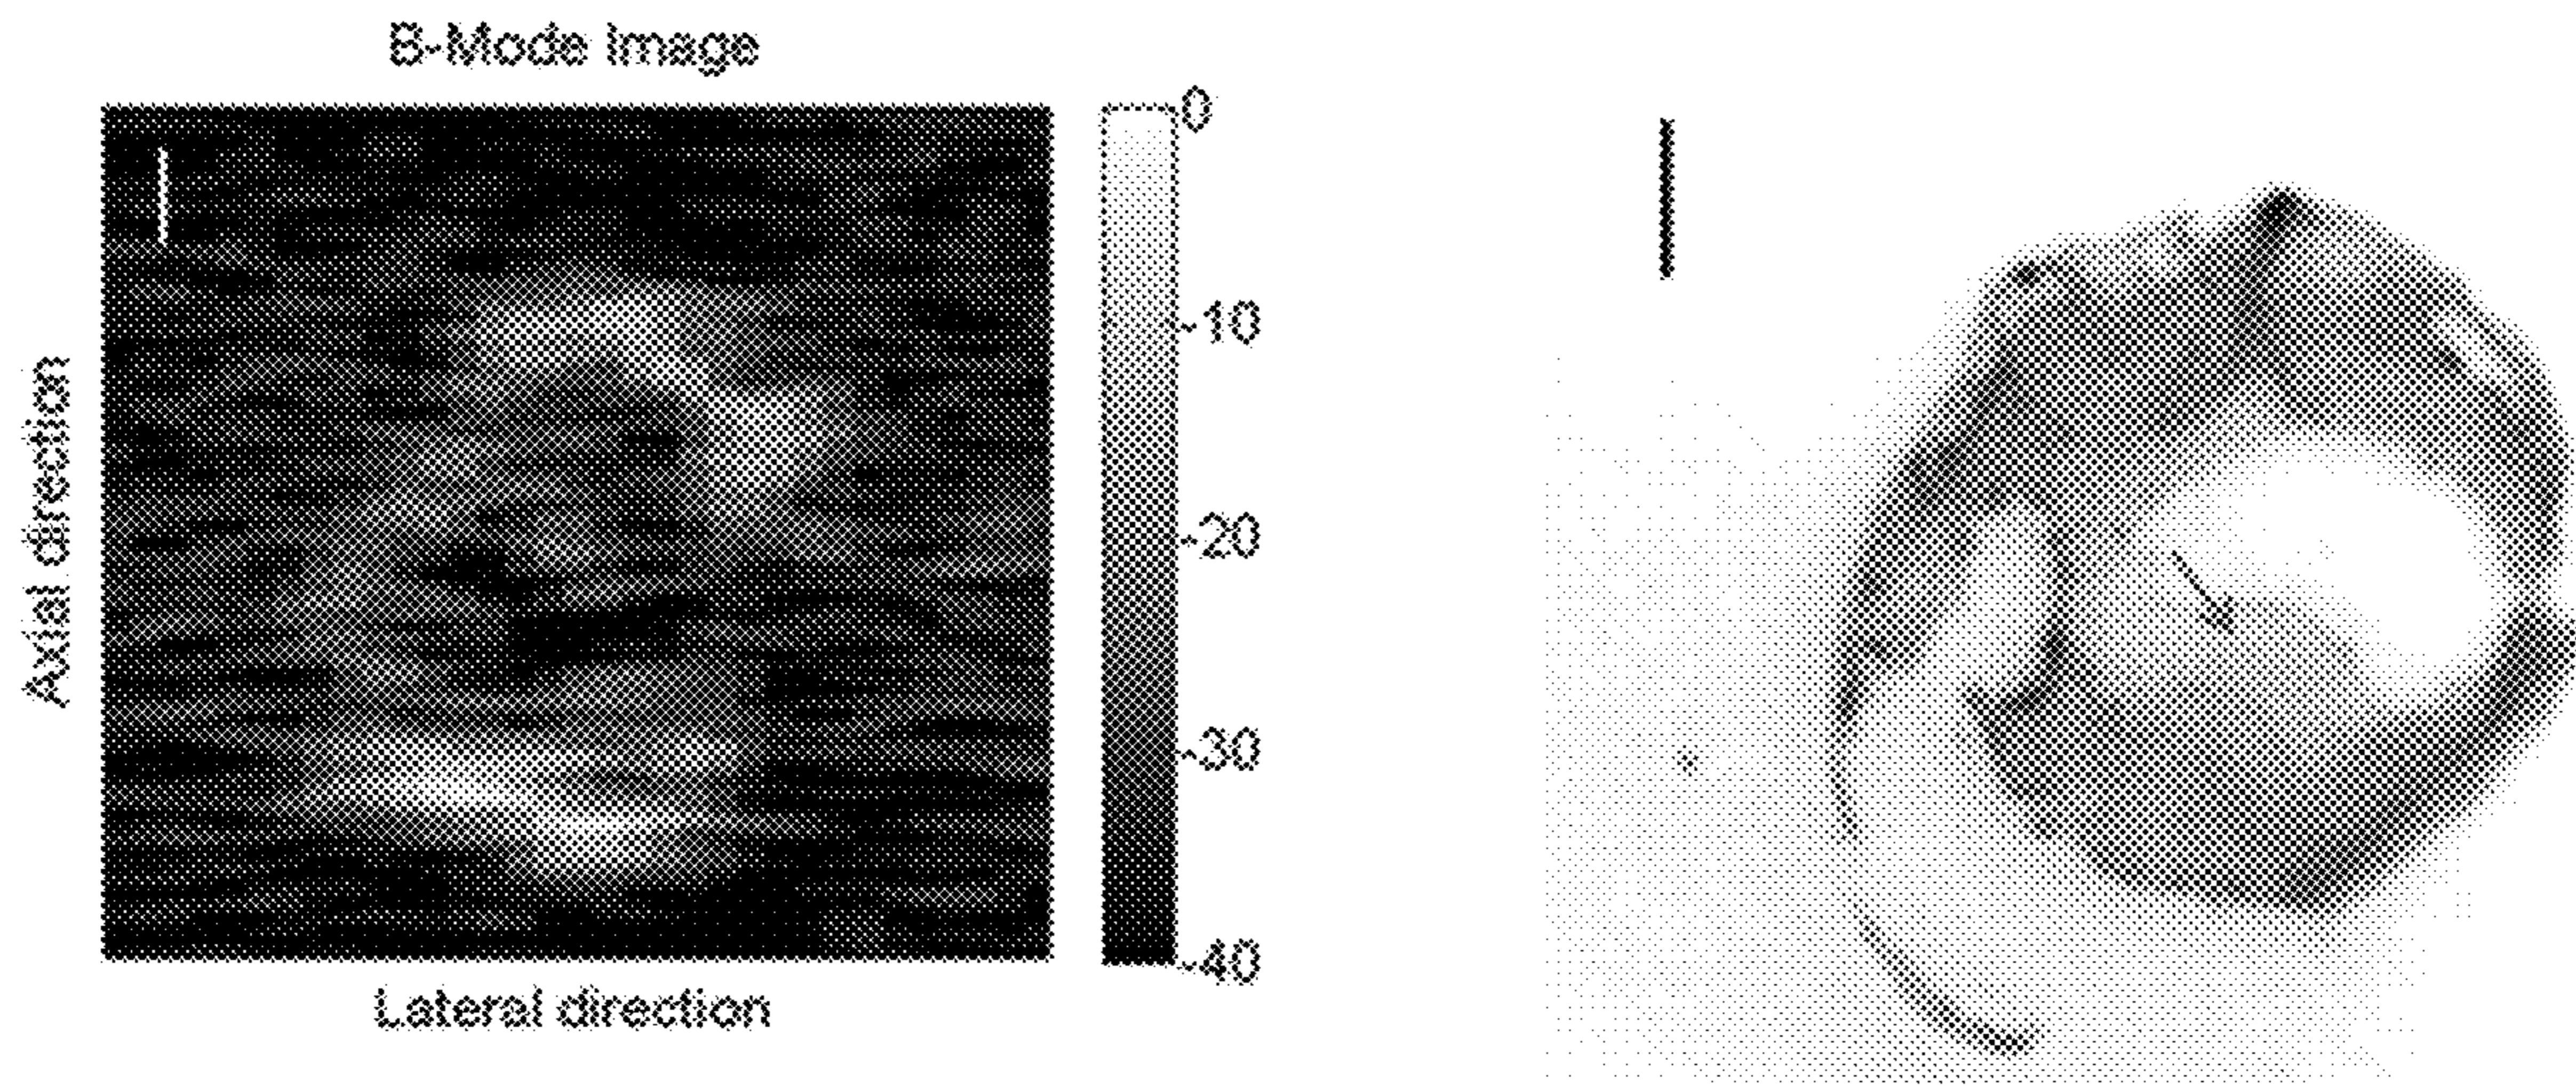 B-Mode Image
0
-10
-20
-30
-40
Axial direction
Lateral direction